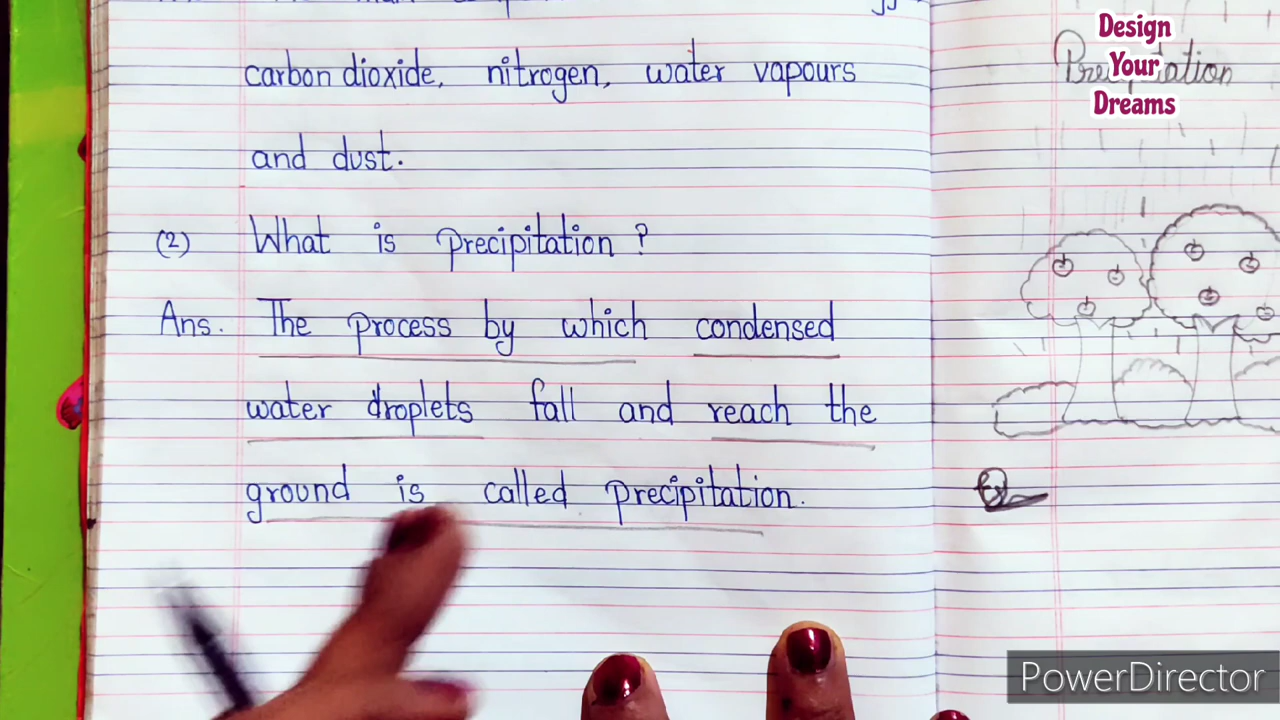 carbon dioxide, nitrogen, water vapours
and dust.
(2) What is precipitation?
Ans. The process by which condensed
water droplets fall and reach the
ground is called precipitation.
Precipitation
Design
Your
Dreams
PowerDirector